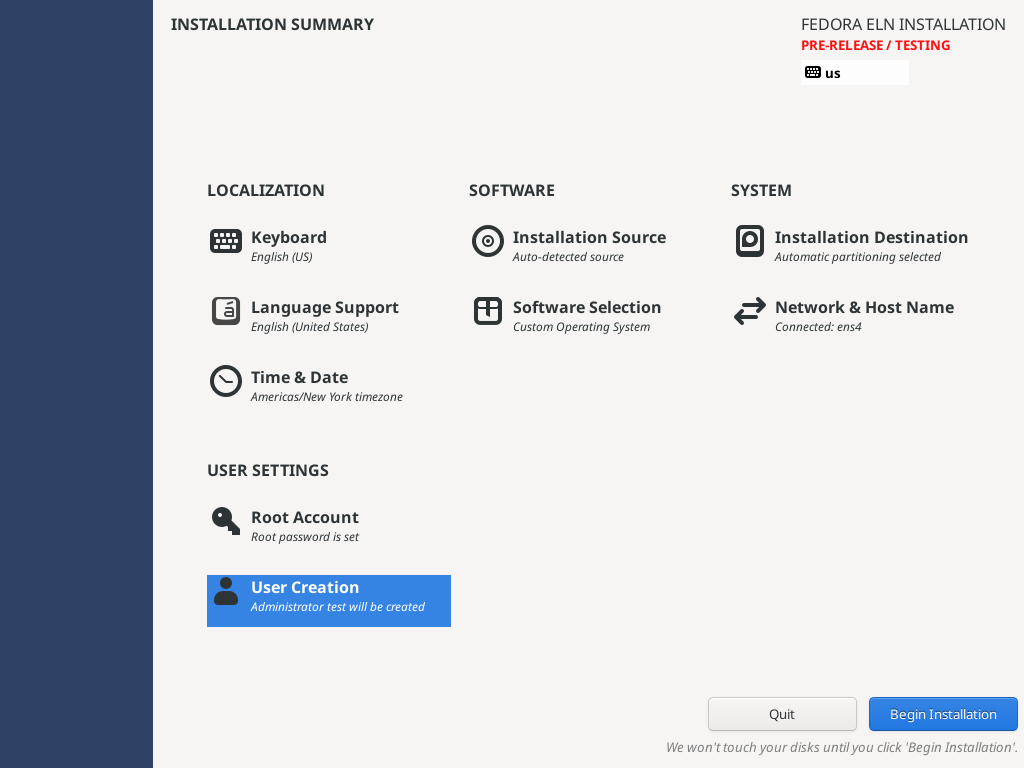 INSTALLATION SUMMARY
FEDORA ELN INSTALLATION
PRE-RELEASE / TESTING
us
LOCALIZATION
Keyboard
English (US)
Language Support
English (United States)
Time & Date
Americas/New York timezone
SOFTWARE
Installation Source
Auto-detected source
Software Selection
Custom Operating System
SYSTEM
Installation Destination
Automatic partitioning selected
Network & Host Name
Connected: ens4
USER SETTINGS
Root Account
Root password is set
User Creation
Administrator test will be created
Quit
Begin Installation
We won't touch your disks until you click 'Begin Installation'.